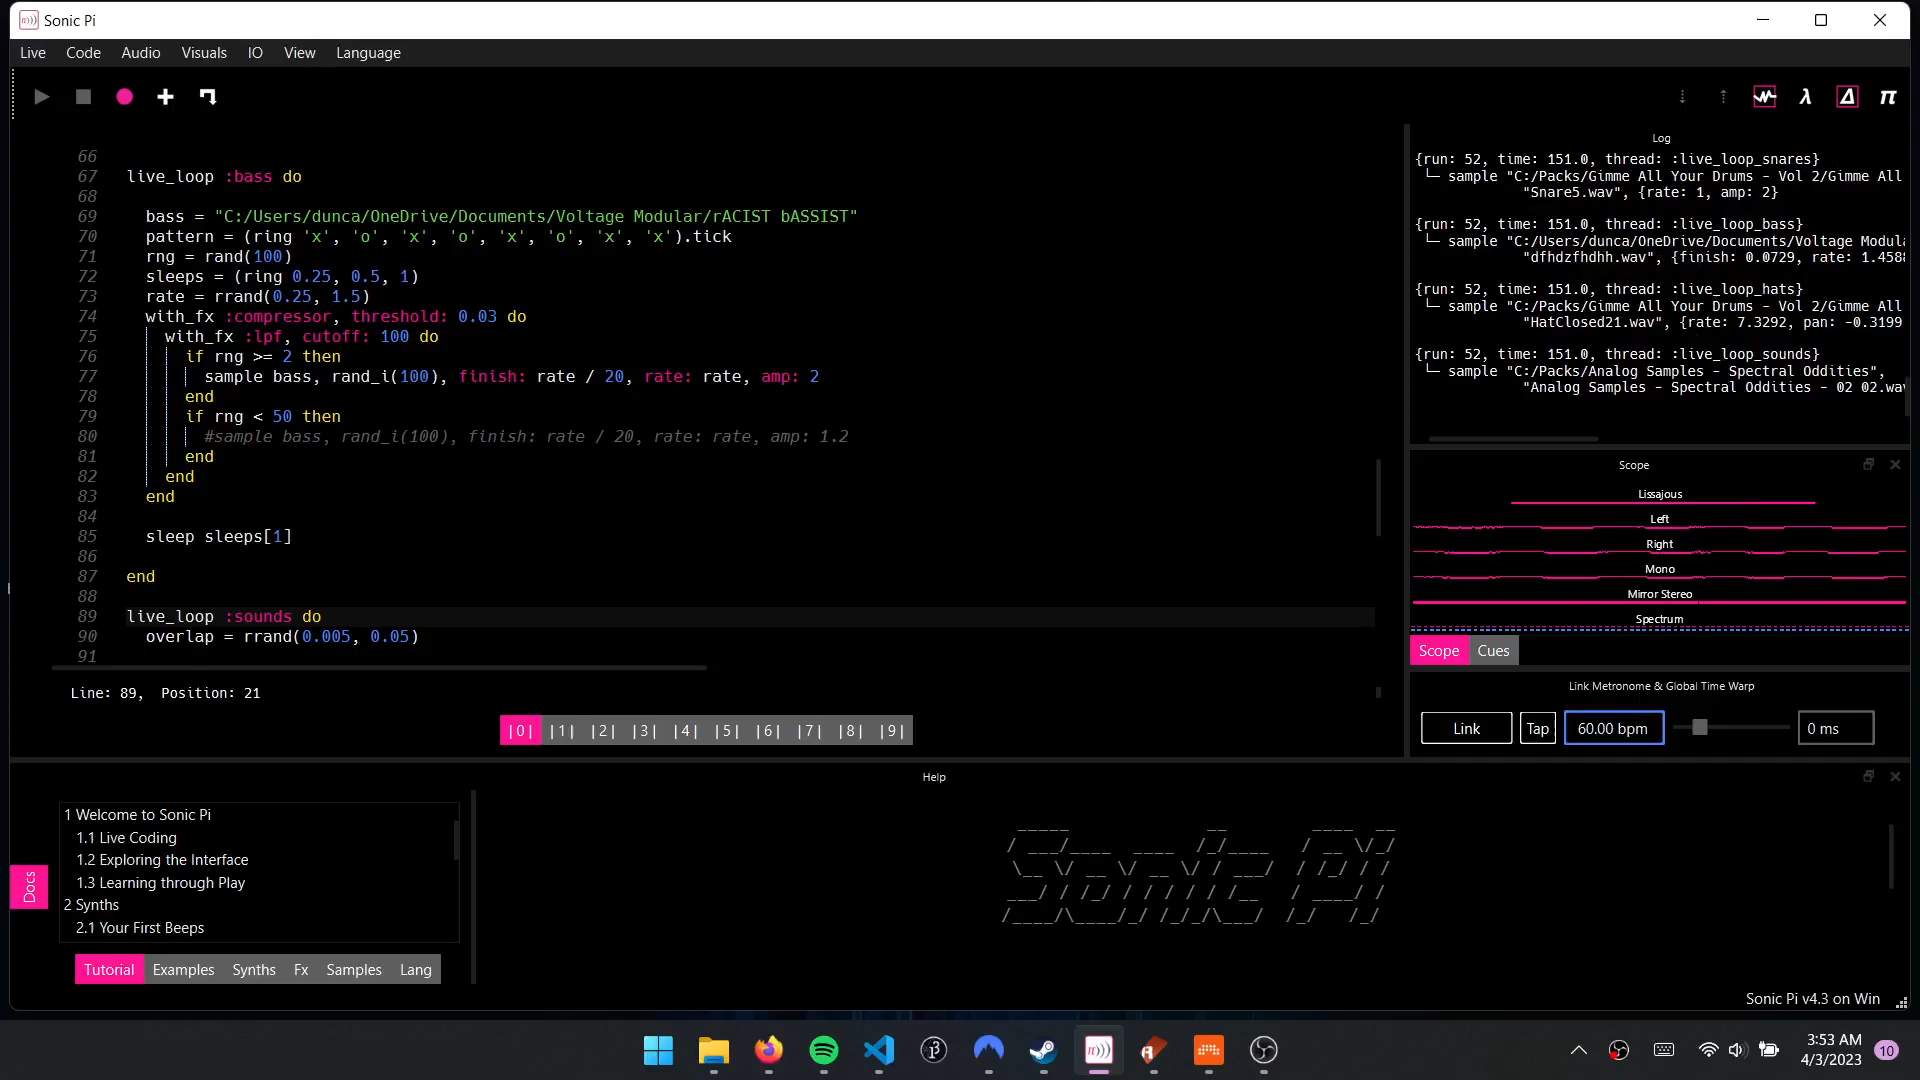 Sonic Pi
Live Code Audio Visuals IO View Language
66
67 live_loop :bass do
68
69 bass = "C:/Users/dunca/OneDrive/Documents/Voltage Modular/rACIST bASSIST"
70 pattern = (ring 'x', 'o', 'x', 'o', 'x', 'o', 'x', 'x').tick
71 rng = rand(100)
72 sleeps = (ring 0.25, 0.5, 1)
73 rate = rrand(0.25, 1.5)
74 with_fx :compressor, threshold: 0.03 do
75 with_fx :lpf, cutoff: 100 do
76 if rng >= 2 then
77 sample bass, rand_i(100), finish: rate / 20, rate: rate, amp: 2
78 end
79 if rng < 50 then
80 #sample bass, rand_i(100), finish: rate / 20, rate: rate, amp: 1.2
81 end
82 end
83 end
84
85 sleep sleeps[1]
86
87 end
88
89 live_loop :sounds do
90 overlap = rrand(0.005, 0.05)
91
Line: 89, Position: 21
|0| |1| |2| |3| |4| |5| |6| |7| |8| |9|
Log
{run: 52, time: 151.0, thread: :live_loop_snares}
└─ sample "C:/Packs/Gimme All Your Drums - Vol 2/Gimme All
"Snare5.wav", {rate: 1, amp: 2}
{run: 52, time: 151.0, thread: :live_loop_bass}
└─ sample "C:/Users/dunca/OneDrive/Documents/Voltage Modula
"dfhdzfhdhh.wav", {finish: 0.0729, rate: 1.458
{run: 52, time: 151.0, thread: :live_loop_hats}
└─ sample "C:/Packs/Gimme All Your Drums - Vol 2/Gimme All
"HatClosed21.wav", {rate: 7.3292, pan: -0.3199
{run: 52, time: 151.0, thread: :live_loop_sounds}
└─ sample "C:/Packs/Analog Samples - Spectral Oddities",
"Analog Samples - Spectral Oddities - 02 02.wa
Scope
Lissajous
Left
Right
Mono
Mirror Stereo
Spectrum
Scope Cues
Link Metronome & Global Time Warp
Link Tap 60.00 bpm 0 ms
Help
Docs
1 Welcome to Sonic Pi
1.1 Live Coding
1.2 Exploring the Interface
1.3 Learning through Play
2 Synths
2.1 Your First Beeps
Tutorial Examples Synths Fx Samples Lang
Sonic Pi
Sonic Pi v4.3 on Win
3:53 AM
4/3/2023 10